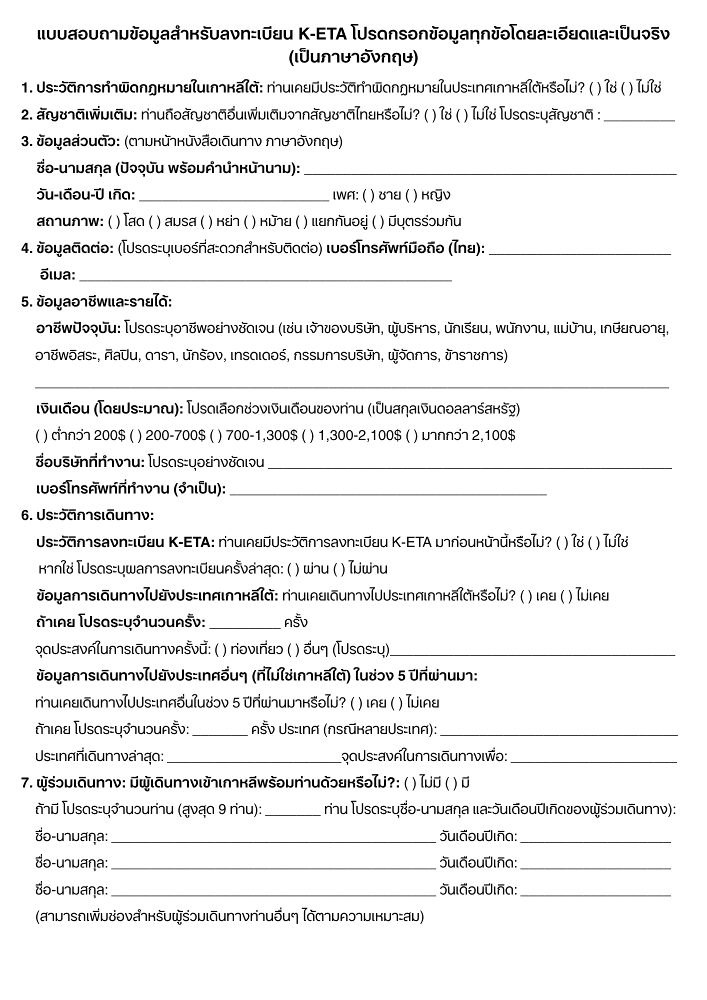 แบบสอบถามข้อมูลสำหรับลงทะเบียน K-ETA โปรดกรอกข้อมูลทุกข้อโดยละเอียดและเป็นจริง
(เป็นภาษาอังกฤษ)
1. ประวัติการทำผิดกฎหมายในเกาหลีใต้: ท่านเคยมีประวัติทำผิดกฎหมายในประเทศเกาหลีใต้หรือไม่? ( ) ใช่ ( ) ไม่ใช่
2. สัญชาติเพิ่มเติม: ท่านถือสัญชาติอื่นเพิ่มเติมจากสัญชาติไทยหรือไม่? ( ) ใช่ ( ) ไม่ใช่ โปรดระบุสัญชาติ : _________
3. ข้อมูลส่วนตัว: (ตามหน้าหนังสือเดินทาง ภาษาอังกฤษ)
ชื่อ-นามสกุล (ปัจจุบัน พร้อมคำนำหน้านาม): _______________________________________________
วัน-เดือน-ปี เกิด: ________________________ เพศ: ( ) ชาย ( ) หญิง
สถานภาพ: ( ) โสด ( ) สมรส ( ) หย่า ( ) หม้าย ( ) แยกกันอยู่ ( ) มีบุตรร่วมกัน
4. ข้อมูลติดต่อ: (โปรดระบุเบอร์ที่สะดวกสำหรับติดต่อ) เบอร์โทรศัพท์มือถือ (ไทย): _______________________
อีเมล: _______________________________________________
5. ข้อมูลอาชีพและรายได้:
อาชีพปัจจุบัน: โปรดระบุอาชีพอย่างชัดเจน (เช่น เจ้าของบริษัท, ผู้บริหาร, นักเรียน, พนักงาน, แม่บ้าน, เกษียณอายุ,
อาชีพอิสระ, ศิลปิน, ดารา, นักร้อง, เทรดเดอร์, กรรมการบริษัท, ผู้จัดการ, ข้าราชการ)
________________________________________________________________________________
เงินเดือน (โดยประมาณ): โปรดเลือกช่วงเงินเดือนของท่าน (เป็นสกุลเงินดอลลาร์สหรัฐ)
( ) ต่ำกว่า 200$ ( ) 200-700$ ( ) 700-1,300$ ( ) 1,300-2,100$ ( ) มากกว่า 2,100$
ชื่อบริษัทที่ทำงาน: โปรดระบุอย่างชัดเจน ___________________________________________________
เบอร์โทรศัพท์ที่ทำงาน (จำเป็น): ________________________________________
6. ประวัติการเดินทาง:
ประวัติการลงทะเบียน K-ETA: ท่านเคยมีประวัติการลงทะเบียน K-ETA มาก่อนหน้านี้หรือไม่? ( ) ใช่ ( ) ไม่ใช่
หากใช่ โปรดระบุผลการลงทะเบียนครั้งล่าสุด: ( ) ผ่าน ( ) ไม่ผ่าน
ข้อมูลการเดินทางไปยังประเทศเกาหลีใต้: ท่านเคยเดินทางไปประเทศเกาหลีใต้หรือไม่? ( ) เคย ( ) ไม่เคย
ถ้าเคย โปรดระบุจำนวนครั้ง: _________ ครั้ง
จุดประสงค์ในการเดินทางครั้งนี้: ( ) ท่องเที่ยว ( ) อื่นๆ (โปรดระบุ)____________________________________
ข้อมูลการเดินทางไปยังประเทศอื่นๆ (ที่ไม่ใช่เกาหลีใต้) ในช่วง 5 ปีที่ผ่านมา:
ท่านเคยเดินทางไปประเทศอื่นในช่วง 5 ปีที่ผ่านมาหรือไม่? ( ) เคย ( ) ไม่เคย
ถ้าเคย โปรดระบุจำนวนครั้ง: _______ ครั้ง ประเทศ (กรณีหลายประเทศ): ______________________________
ประเทศที่เดินทางล่าสุด: ______________________จุดประสงค์ในการเดินทางเพื่อ: _____________________
7. ผู้ร่วมเดินทาง: มีผู้เดินทางเข้าเกาหลีพร้อมท่านด้วยหรือไม่?: ( ) ไม่มี ( ) มี
ถ้ามี โปรดระบุจำนวนท่าน (สูงสุด 9 ท่าน): _______ ท่าน โปรดระบุชื่อ-นามสกุล และวันเดือนปีเกิดของผู้ร่วมเดินทาง):
ชื่อ-นามสกุล: _________________________________________ วันเดือนปีเกิด: ___________________
ชื่อ-นามสกุล: _________________________________________ วันเดือนปีเกิด: ___________________
ชื่อ-นามสกุล: _________________________________________ วันเดือนปีเกิด: ___________________
(สามารถเพิ่มช่องสำหรับผู้ร่วมเดินทางท่านอื่นๆ ได้ตามความเหมาะสม)